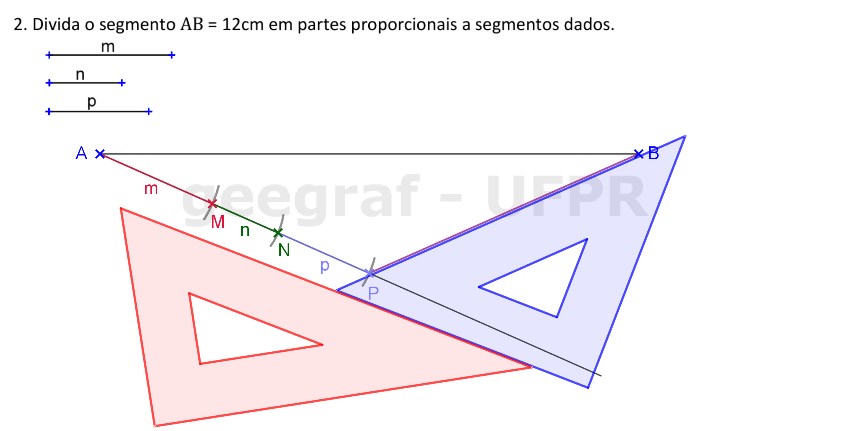 2. Divida o segmento AB = 12cm em partes proporcionais a segmentos dados.
m
n
p
A
B
geegraf - UFPR
m
M
n
N
p
P